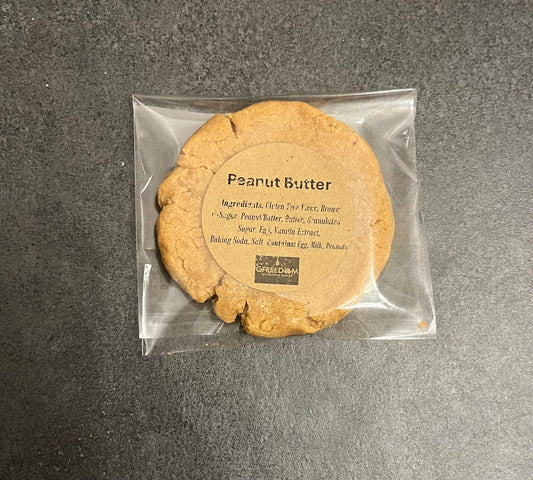 Peanut Butter
Ingredients: Gluten Free Flour, Brown
Sugar, Peanut Butter, Butter, Granulated
Sugar, Egg, Vanilla Extract,
Baking Soda, Salt. Contains: Egg, Milk, Peanuts
GFREEDOM